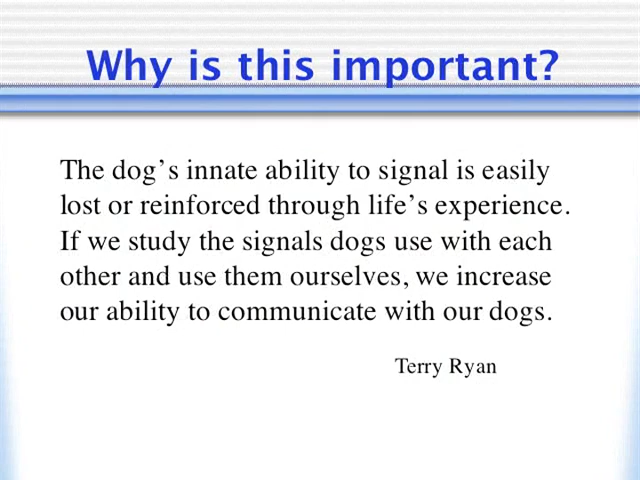 Why is this important?
The dog’s innate ability to signal is easily
lost or reinforced through life’s experience.
If we study the signals dogs use with each
other and use them ourselves, we increase
our ability to communicate with our dogs.
Terry Ryan